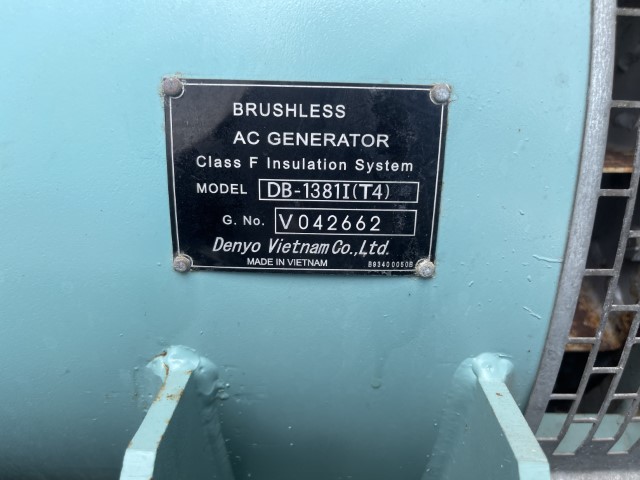 BRUSHLESS
AC GENERATOR
Class F Insulation System
MODEL DB-1381I(T4)
G. No. V042662
Denyo Vietnam Co.,Ltd.
MADE IN VIETNAM B93400050B